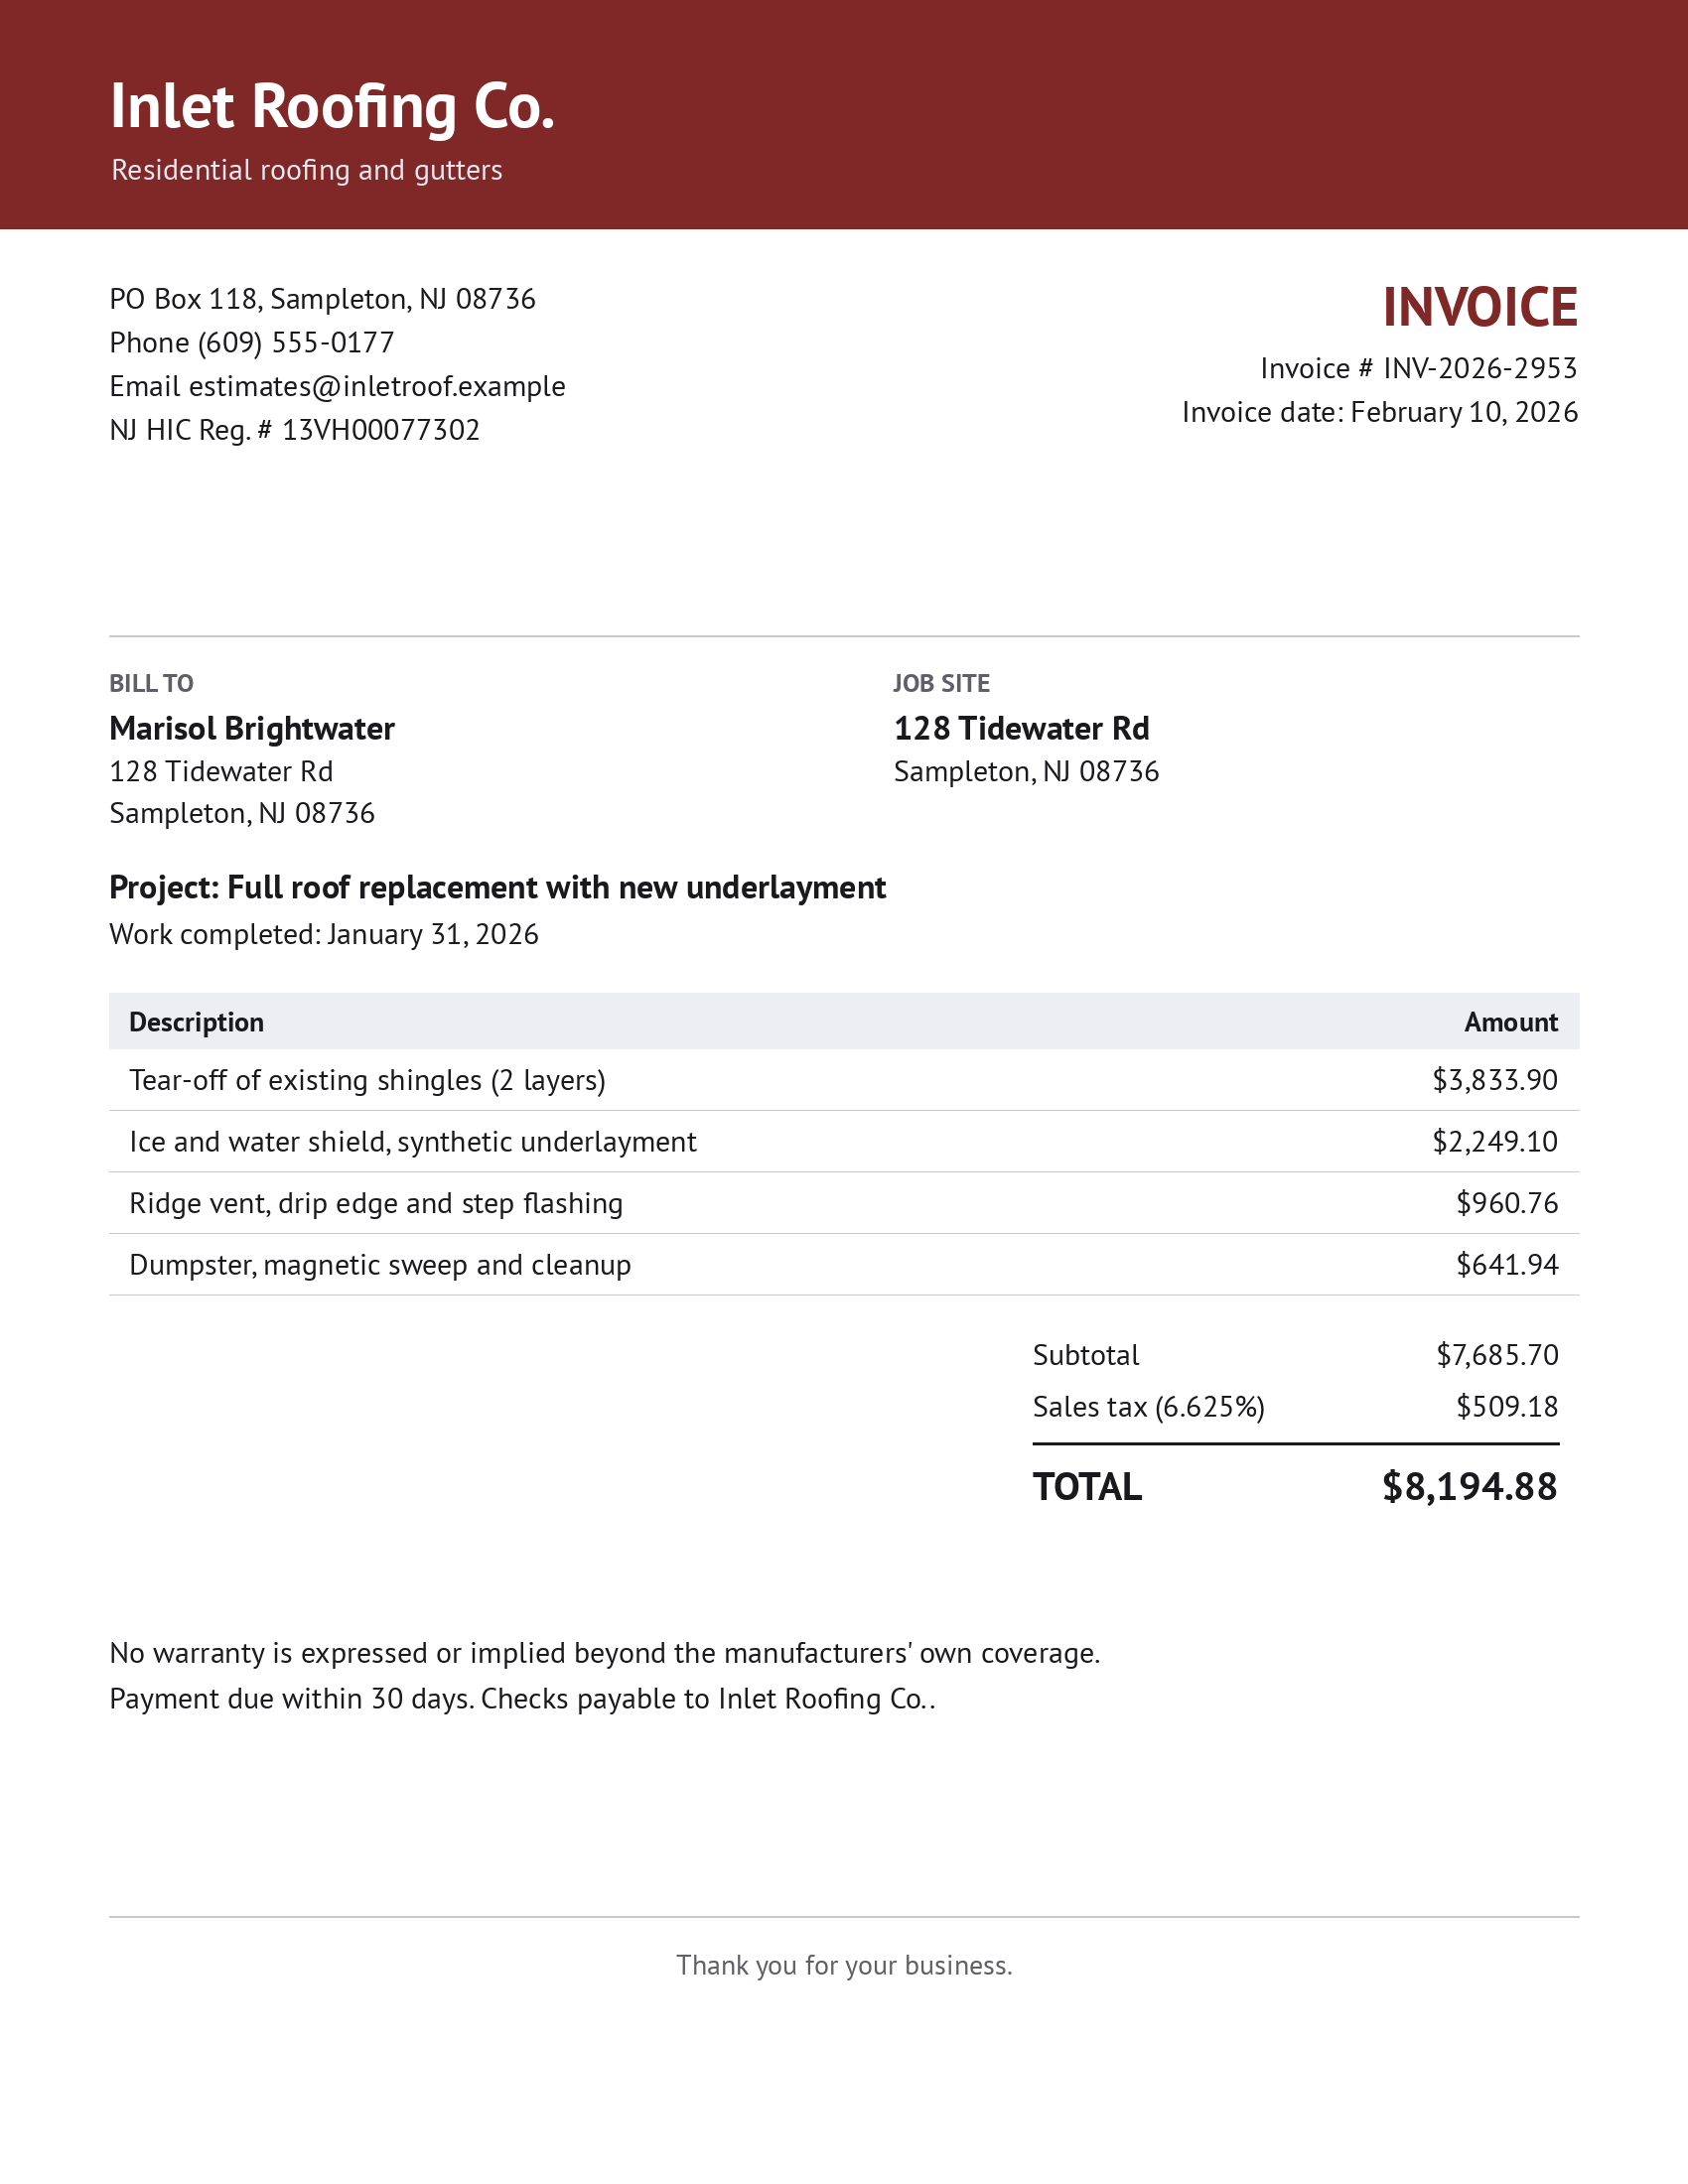 Inlet Roofing Co.
Residential roofing and gutters
PO Box 118, Sampleton, NJ 08736
Phone (609) 555-0177
Email estimates@inletroof.example
NJ HIC Reg. # 13VH00077302
INVOICE
Invoice # INV-2026-2953
Invoice date: February 10, 2026
BILL TO
Marisol Brightwater
128 Tidewater Rd
Sampleton, NJ 08736
JOB SITE
128 Tidewater Rd
Sampleton, NJ 08736
Project: Full roof replacement with new underlayment
Work completed: January 31, 2026
Description Amount
Tear-off of existing shingles (2 layers) $3,833.90
Ice and water shield, synthetic underlayment $2,249.10
Ridge vent, drip edge and step flashing $960.76
Dumpster, magnetic sweep and cleanup $641.94
Subtotal $7,685.70
Sales tax (6.625%) $509.18
TOTAL $8,194.88
No warranty is expressed or implied beyond the manufacturers' own coverage.
Payment due within 30 days. Checks payable to Inlet Roofing Co..
Thank you for your business.